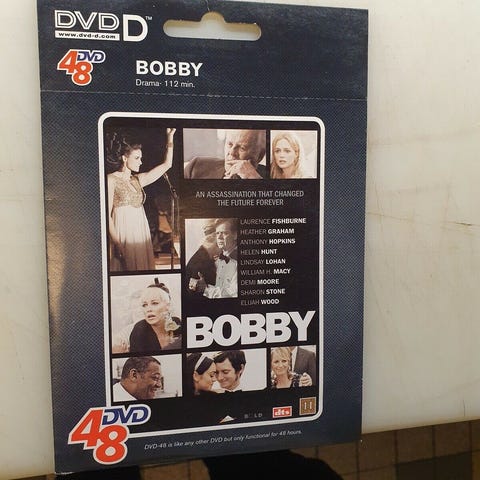 DVD D™
www.dvd-d.com
48 DVD
BOBBY
Drama- 112 min.
AN ASSASSINATION THAT CHANGED
THE FUTURE FOREVER
LAURENCE FISHBURNE
HEATHER GRAHAM
ANTHONY HOPKINS
HELEN HUNT
LINDSAY LOHAN
WILLIAM H. MACY
DEMI MOORE
SHARON STONE
ELIJAH WOOD
BOBBY
dts
11
48 DVD
DVD-48 is like any other DVD but only functional for 48 hours.